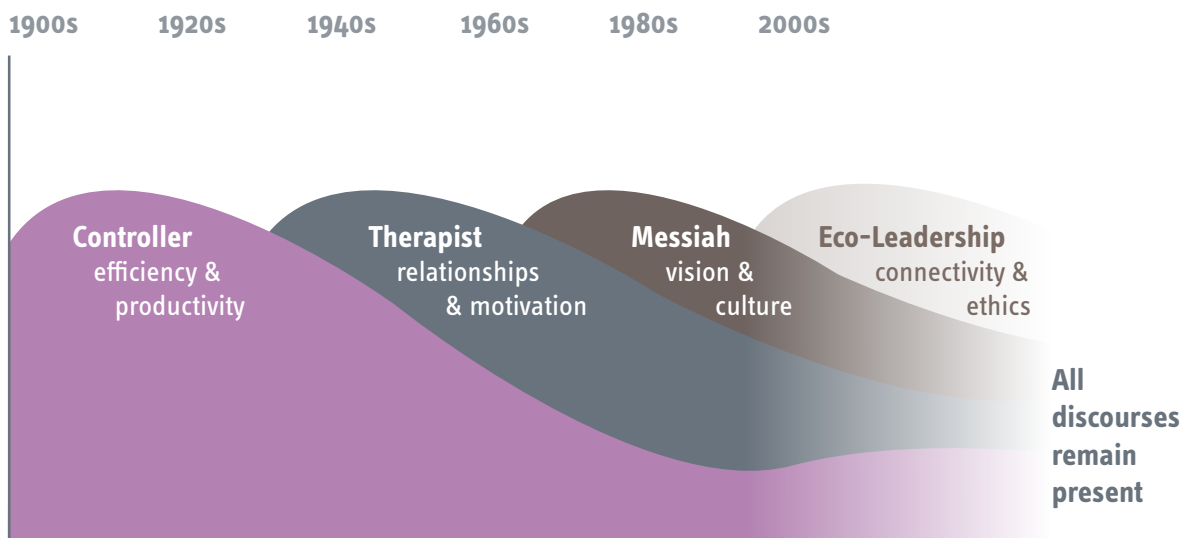 1900s 1920s 1940s 1960s 1980s 2000s
Controller
efficiency &
productivity
Therapist
relationships
& motivation
Messiah
vision &
culture
Eco-Leadership
connectivity &
ethics
All
discourses
remain
present